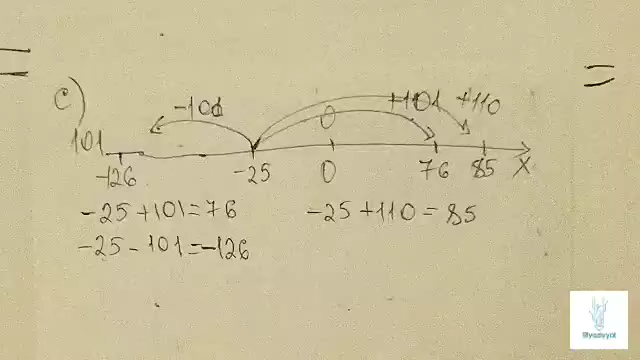 c)
-101 +101 +110
0
101
-126 -25 0 76 85 X
-25 + 101 = 76 -25 + 110 = 85
-25 - 101 = -126